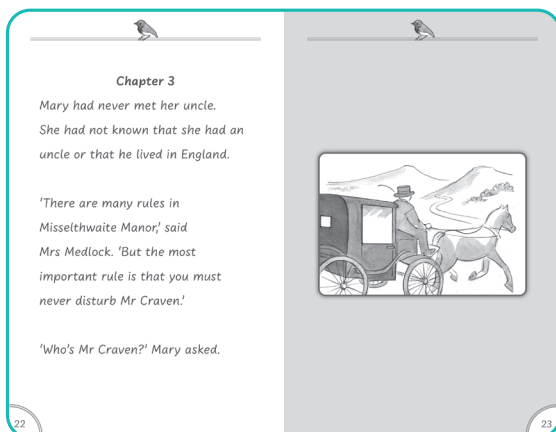 Chapter 3
Mary had never met her uncle.
She had not known that she had an
uncle or that he lived in England.
'There are many rules in
Misselthwaite Manor,' said
Mrs Medlock. 'But the most
important rule is that you must
never disturb Mr Craven.'
'Who's Mr Craven?' Mary asked.
22
23